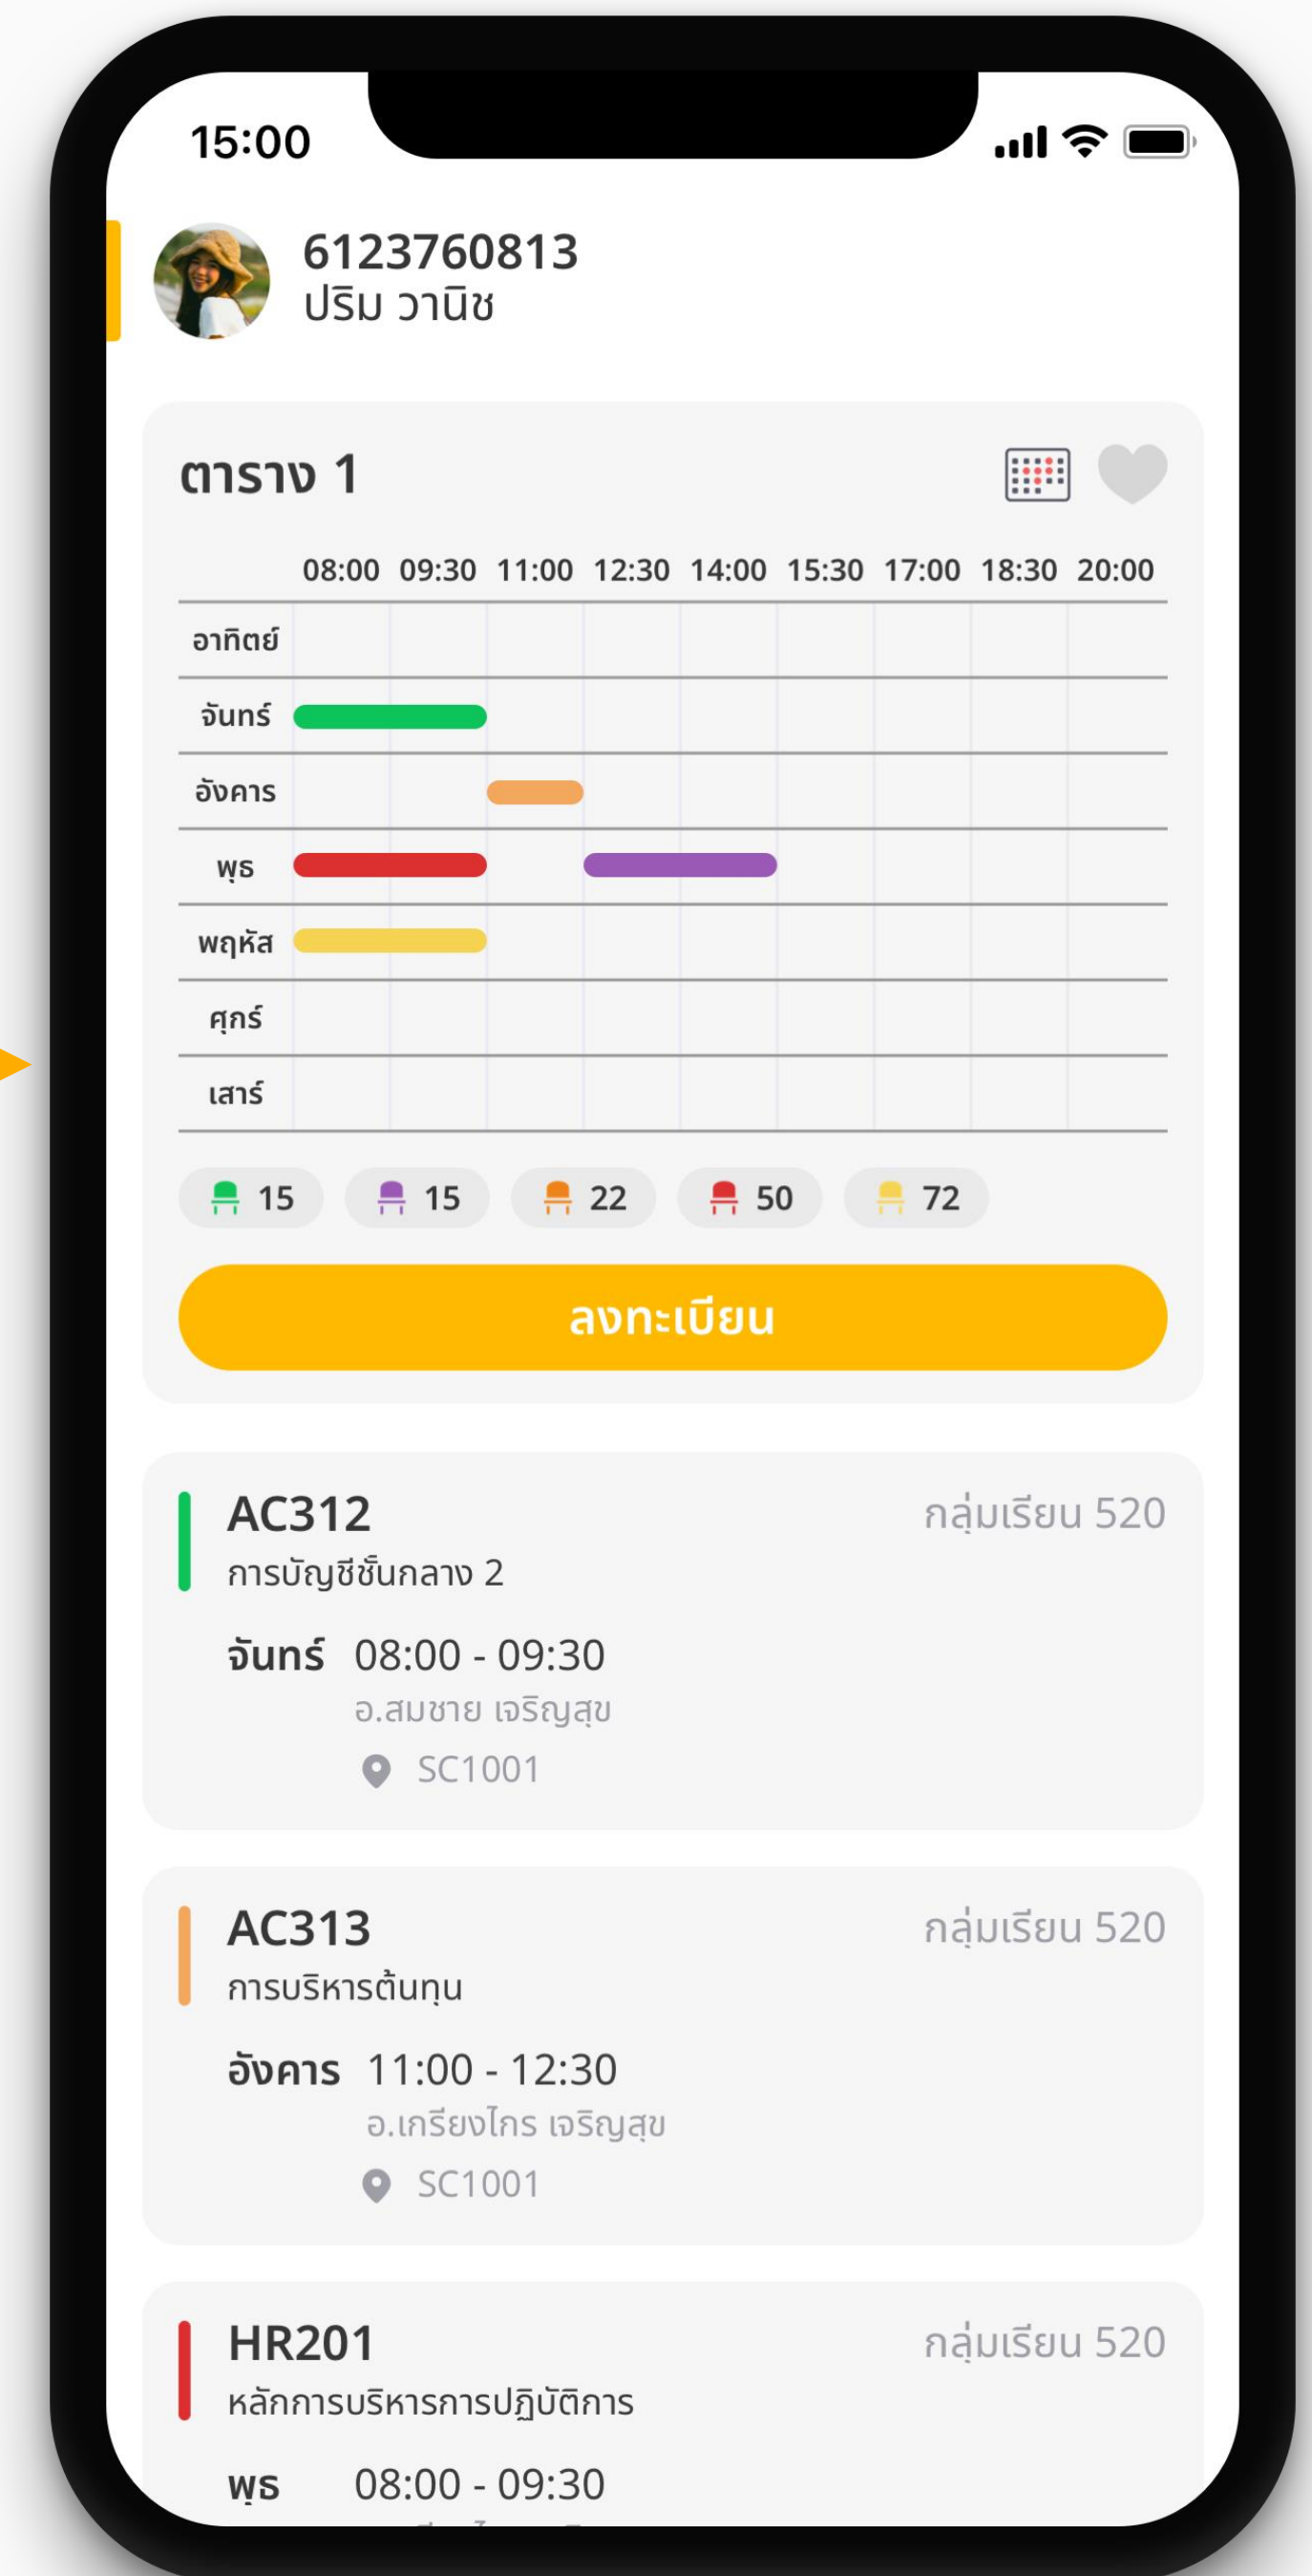 15:00
6123760813
ปริม วานิช
ตาราง 1
08:00 09:30 11:00 12:30 14:00 15:30 17:00 18:30 20:00
อาทิตย์
จันทร์
อังคาร
พุธ
พฤหัส
ศุกร์
เสาร์
15 15 22 50 72
ลงทะเบียน
AC312 กลุ่มเรียน 520
การบัญชีชั้นกลาง 2
จันทร์ 08:00 - 09:30
อ.สมชาย เจริญสุข
SC1001
AC313 กลุ่มเรียน 520
การบริหารต้นทุน
อังคาร 11:00 - 12:30
อ.เกรียงไกร เจริญสุข
SC1001
HR201 กลุ่มเรียน 520
หลักการบริหารการปฏิบัติการ
พุธ 08:00 - 09:30